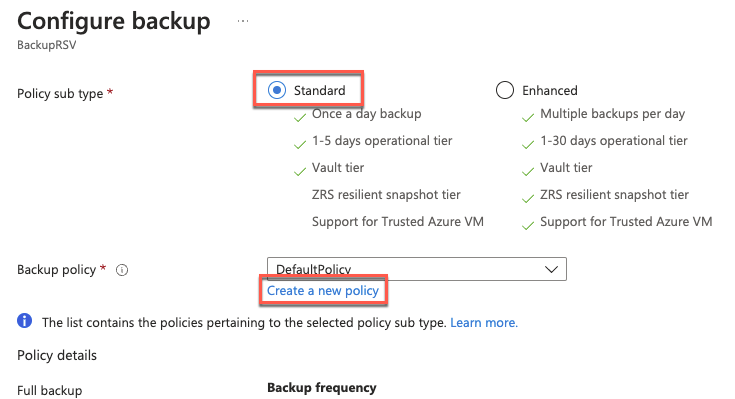 Configure backup ...
BackupRSV
Policy sub type *
Standard
Enhanced
Once a day backup
Multiple backups per day
1-5 days operational tier
1-30 days operational tier
Vault tier
Vault tier
ZRS resilient snapshot tier
ZRS resilient snapshot tier
Support for Trusted Azure VM
Support for Trusted Azure VM
Backup policy *
DefaultPolicy
Create a new policy
The list contains the policies pertaining to the selected policy sub type. Learn more.
Policy details
Full backup
Backup frequency